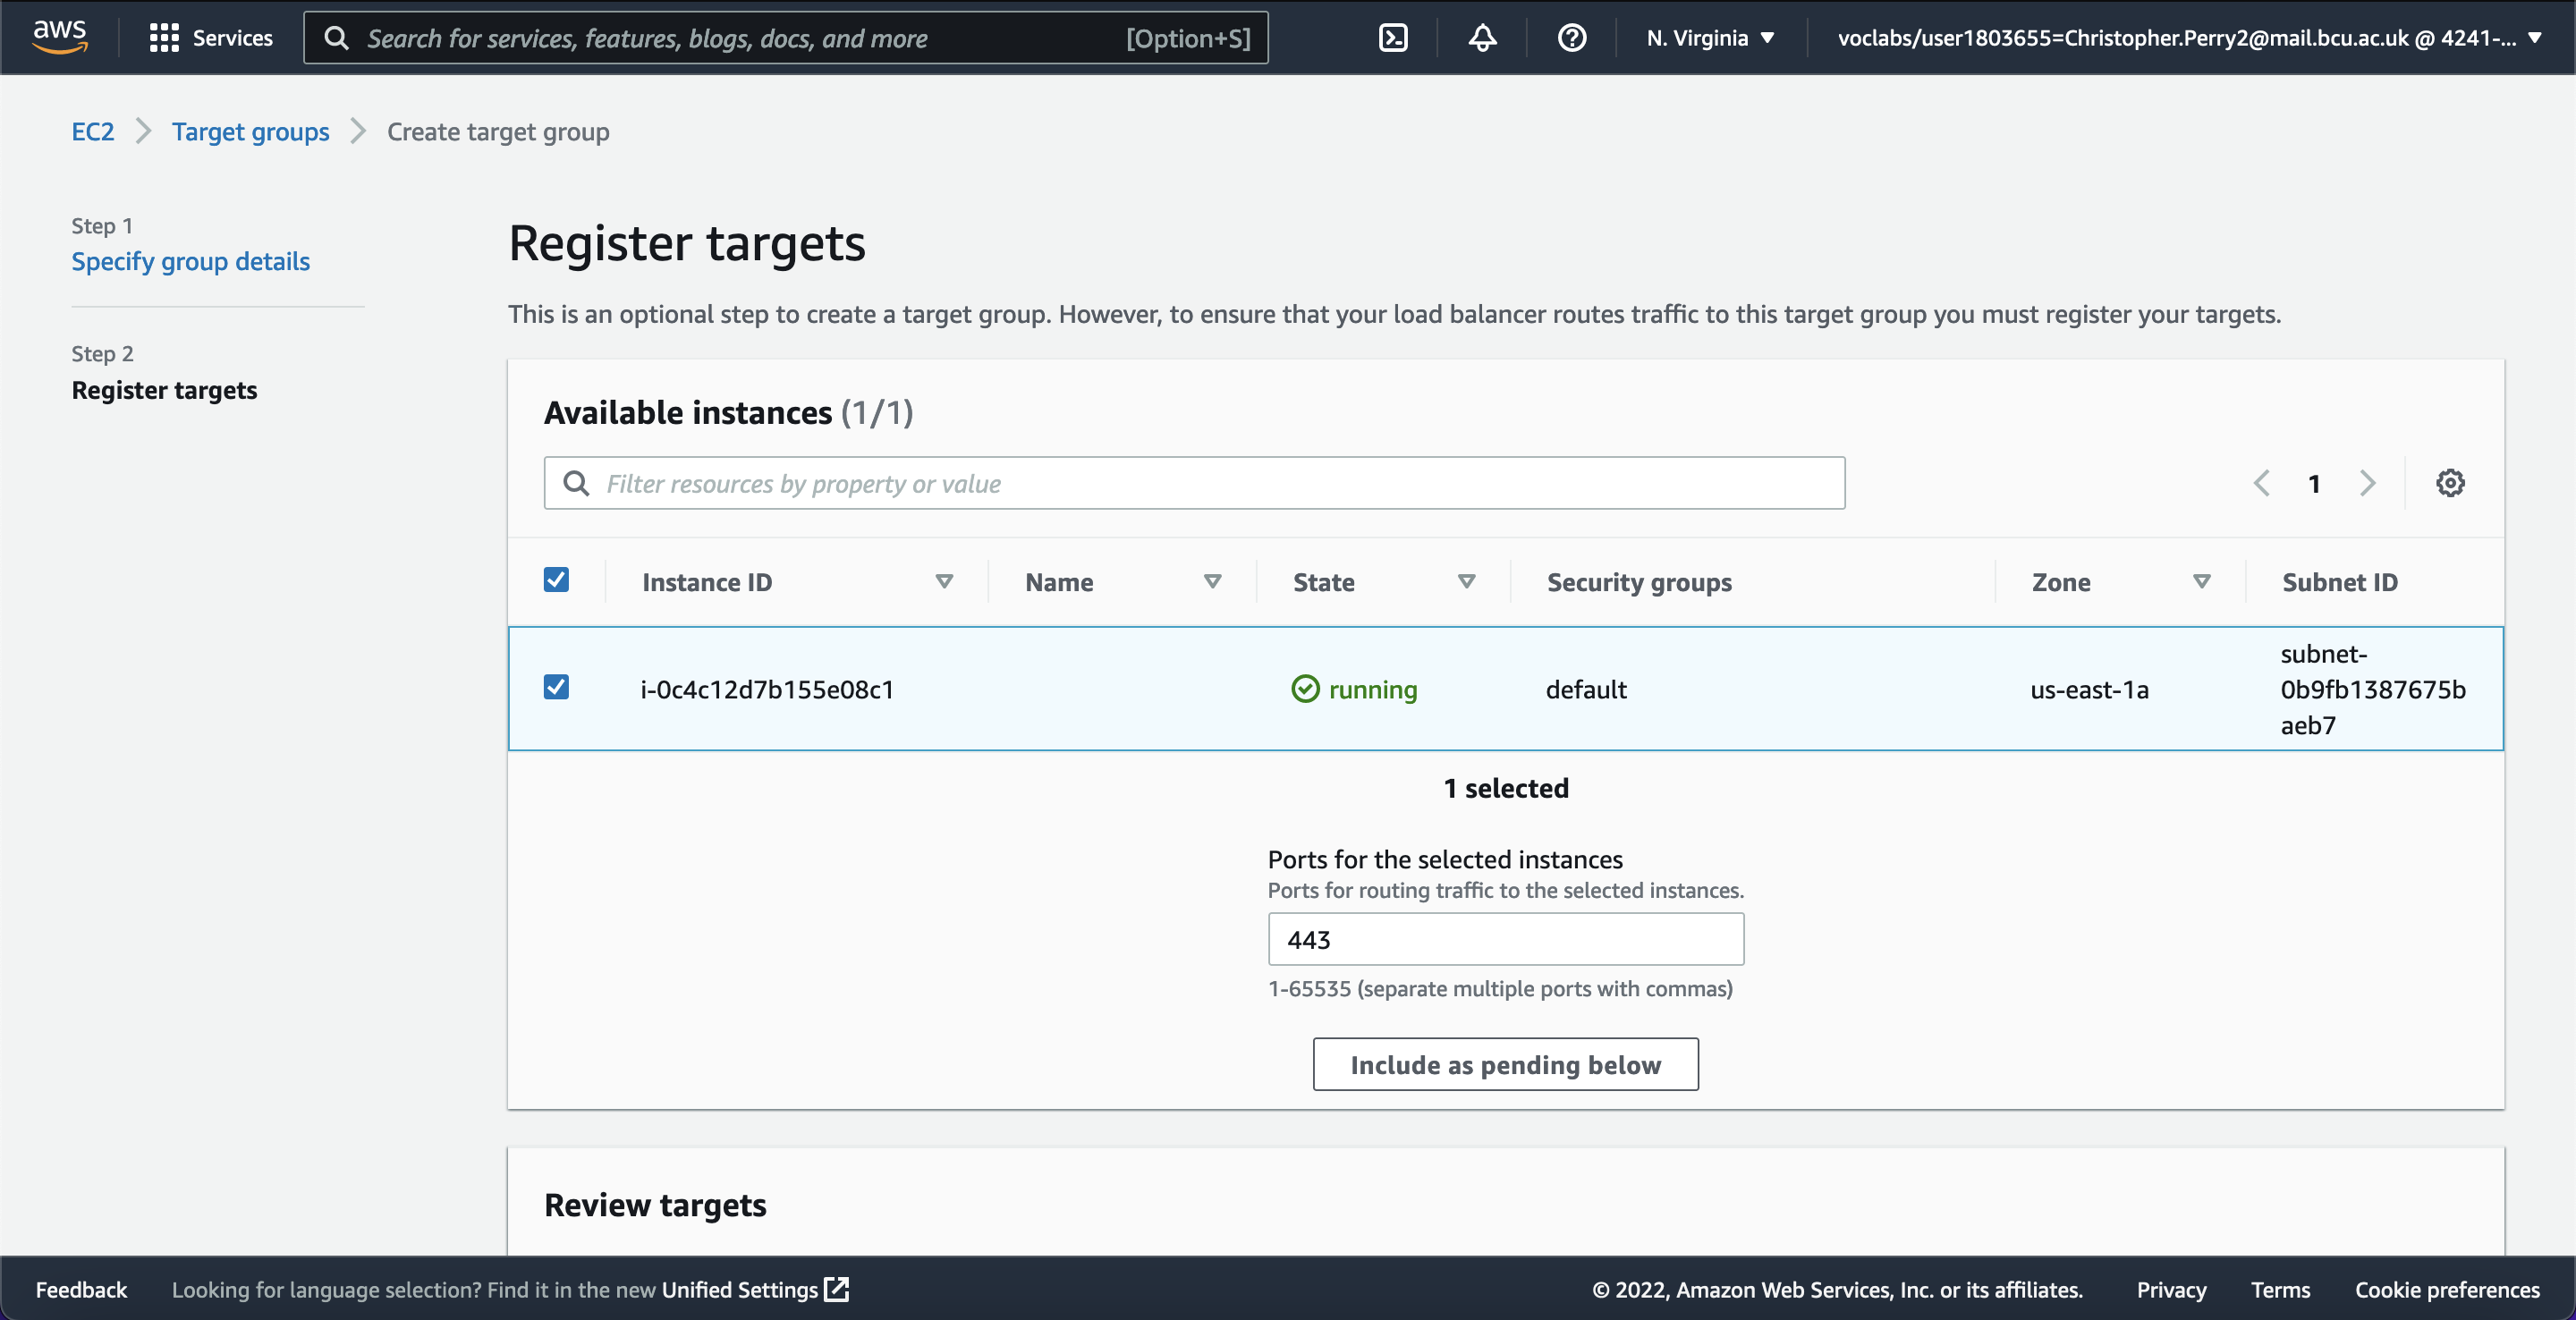 aws
Services
Search for services, features, blogs, docs, and more
[Option+S]
N. Virginia
voclabs/user1803655=Christopher.Perry2@mail.bcu.ac.uk @ 4241-...
EC2
Target groups
Create target group
Step 1
Specify group details
Step 2
Register targets
Register targets
This is an optional step to create a target group. However, to ensure that your load balancer routes traffic to this target group you must register your targets.
Available instances (1/1)
Filter resources by property or value
1
Instance ID
Name
State
Security groups
Zone
Subnet ID
i-0c4c12d7b155e08c1
running
default
us-east-1a
subnet-
0b9fb1387675b
aeb7
1 selected
Ports for the selected instances
Ports for routing traffic to the selected instances.
443
1-65535 (separate multiple ports with commas)
Include as pending below
Review targets
Feedback
Looking for language selection? Find it in the new Unified Settings
© 2022, Amazon Web Services, Inc. or its affiliates.
Privacy
Terms
Cookie preferences